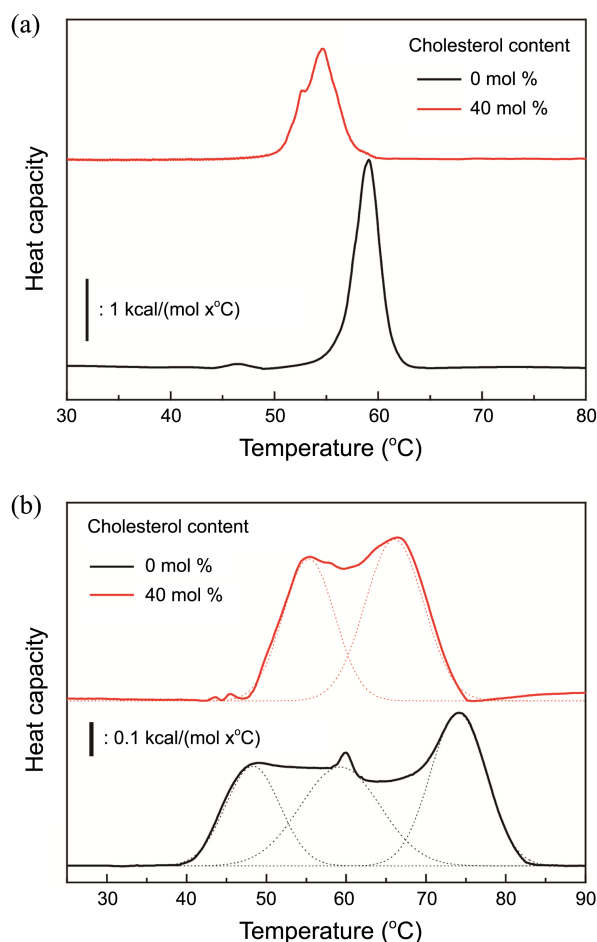 (a)
Cholesterol content
0 mol %
40 mol %
Heat capacity
: 1 kcal/(mol x°C)
30 40 50 60 70 80
Temperature (°C)
(b)
Cholesterol content
0 mol %
40 mol %
Heat capacity
: 0.1 kcal/(mol x°C)
30 40 50 60 70 80 90
Temperature (°C)